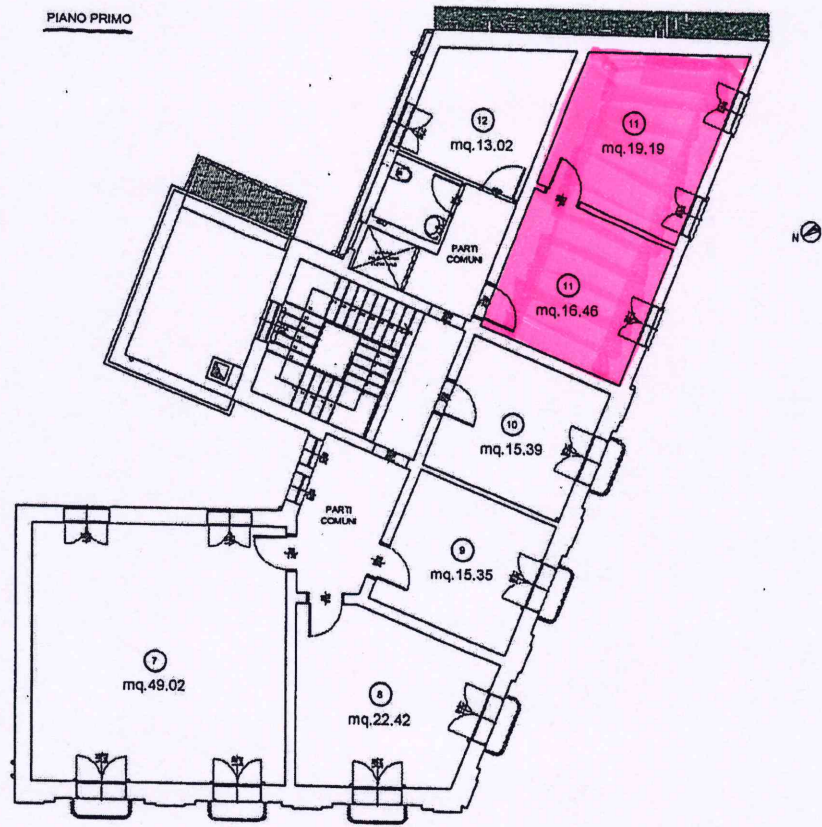 PIANO PRIMO
12
mq.13.02
11
mq.19.19
N
PARTI
COMUNI
11
mq.16.46
10
mq.15.39
PARTI
COMUNI
9
mq.15.35
7
mq.49.02
8
mq.22.42